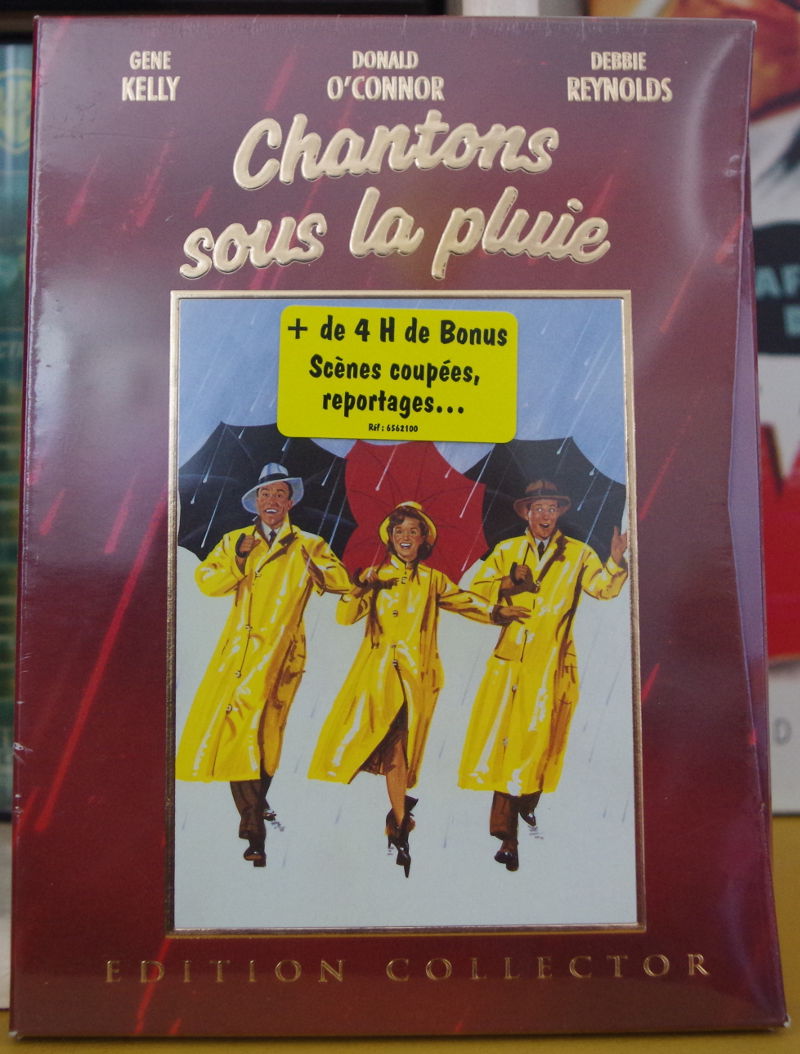 GENE
KELLY
DONALD
O'CONNOR
DEBBIE
REYNOLDS
Chantons
sous la pluie
+ de 4 H de Bonus
Scènes coupées,
reportages...
Réf : 6562100
EDITION COLLECTOR